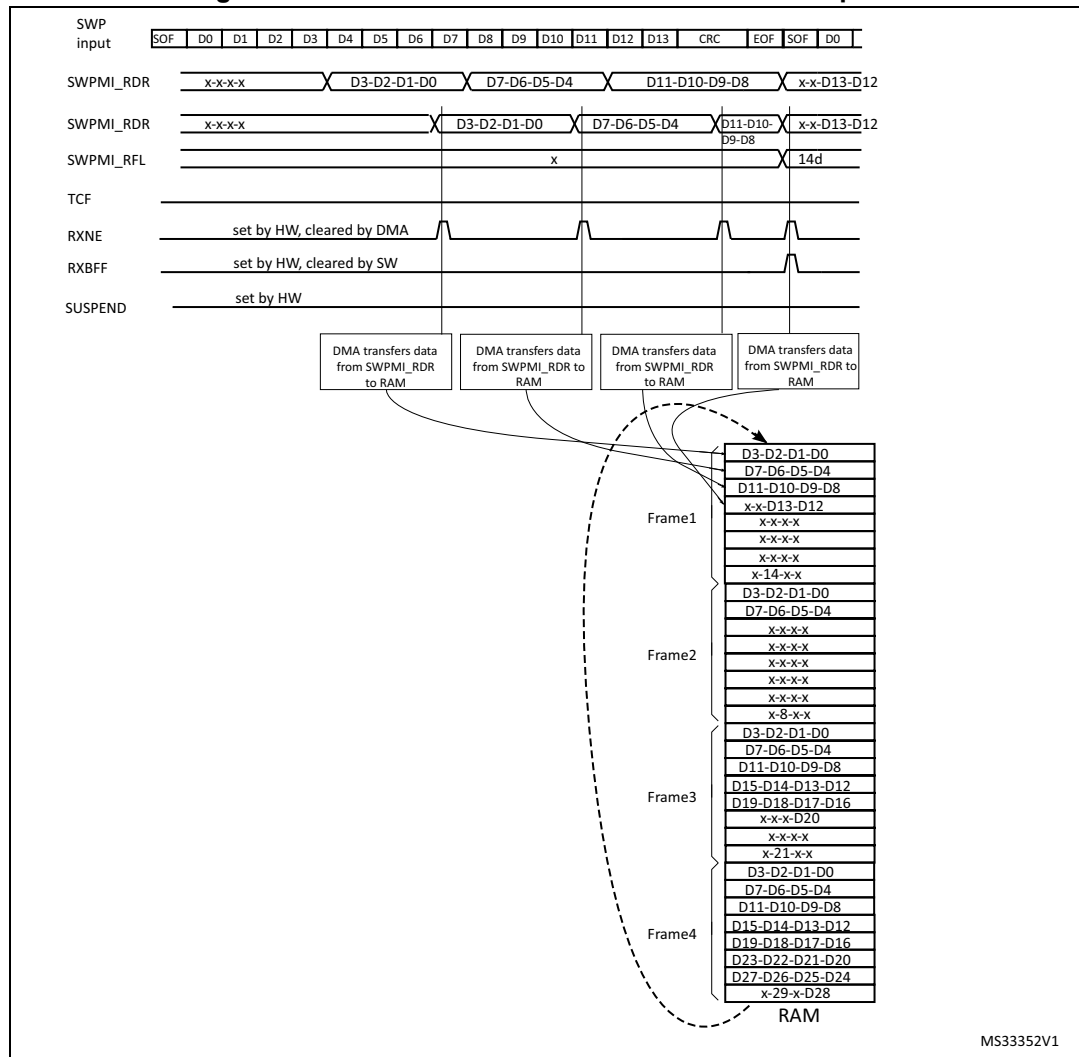 SWP
input
SOF D0 D1 D2 D3 D4 D5 D6 D7 D8 D9 D10 D11 D12 D13 CRC EOF SOF D0
SWPMI_RDR x-x-x-x D3-D2-D1-D0 D7-D6-D5-D4 D11-D10-D9-D8 x-x-D13-D12
SWPMI_RDR x-x-x-x D3-D2-D1-D0 D7-D6-D5-D4 D11-D10- x-x-D13-D12
D9-D8
SWPMI_RFL x 14d
TCF
RXNE set by HW, cleared by DMA
RXBFF set by HW, cleared by SW
SUSPEND set by HW
DMA transfers data
from SWPMI_RDR
to RAM
DMA transfers data
from SWPMI_RDR to
RAM
DMA transfers data
from SWPMI_RDR
to RAM
DMA transfers data
from SWPMI_RDR to
RAM
Frame1
D3-D2-D1-D0
D7-D6-D5-D4
D11-D10-D9-D8
x-x-D13-D12
x-x-x-x
x-x-x-x
x-x-x-x
x-14-x-x
Frame2
D3-D2-D1-D0
D7-D6-D5-D4
x-x-x-x
x-x-x-x
x-x-x-x
x-x-x-x
x-x-x-x
x-8-x-x
Frame3
D3-D2-D1-D0
D7-D6-D5-D4
D11-D10-D9-D8
D15-D14-D13-D12
D19-D18-D17-D16
x-x-x-D20
x-x-x-x
x-21-x-x
Frame4
D3-D2-D1-D0
D7-D6-D5-D4
D11-D10-D9-D8
D15-D14-D13-D12
D19-D18-D17-D16
D23-D22-D21-D20
D27-D26-D25-D24
x-29-x-D28
RAM
MS33352V1